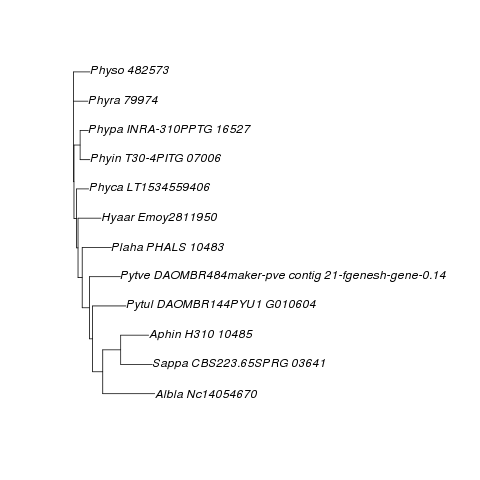 Physo 482573
Phyra 79974
Phypa INRA-310PPTG 16527
Phyin T30-4PITG 07006
Phyca LT1534559406
Hyaar Emoy2811950
Plaha PHALS 10483
Pytve DAOMBR484maker-pve contig 21-fgenesh-gene-0.14
Pytul DAOMBR144PYU1 G010604
Aphin H310 10485
Sappa CBS223.65SPRG 03641
Albla Nc14054670